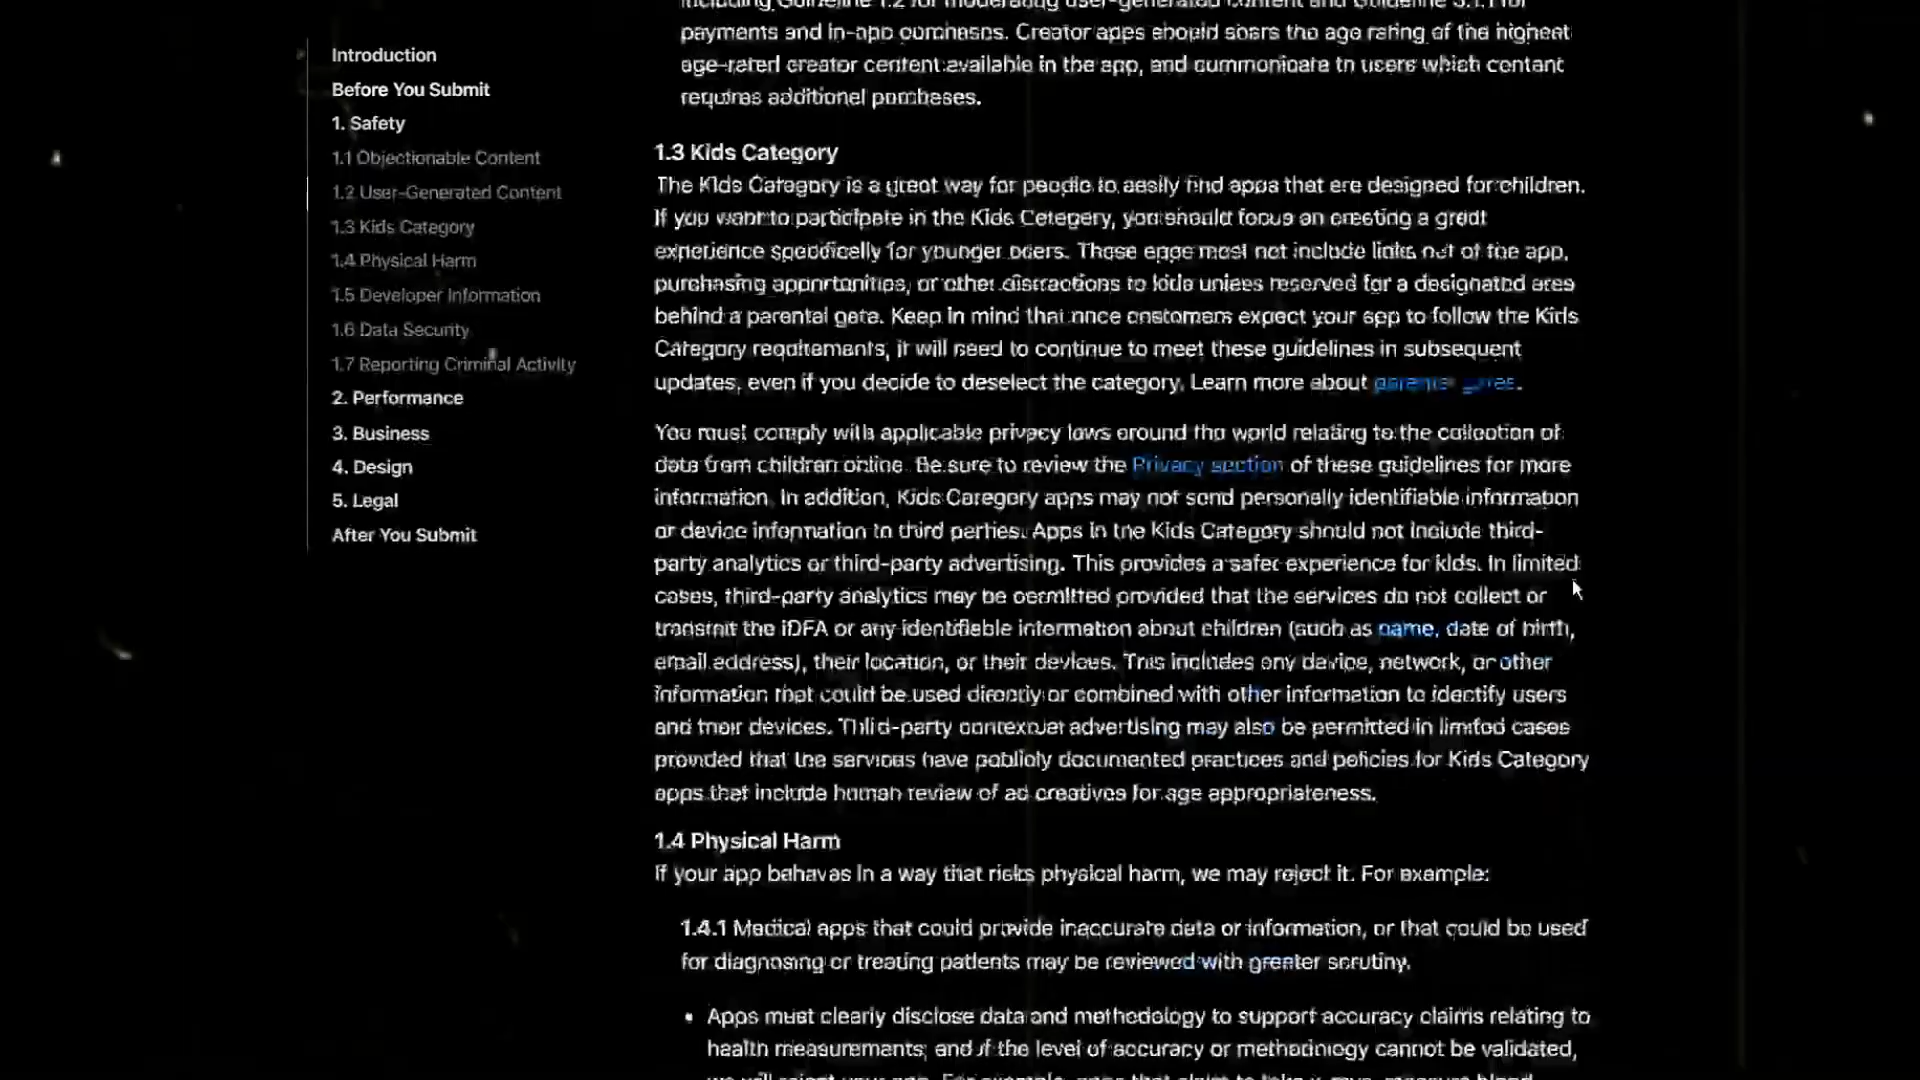 Introduction
Before You Submit
1. Safety
1.1 Objectionable Content
1.2 User-Generated Content
1.3 Kids Category
1.4 Physical Harm
1.5 Developer Information
1.6 Data Security
1.7 Reporting Criminal Activity
2. Performance
3. Business
4. Design
5. Legal
After You Submit
payments and in-app purchases. Creator apps should share the age rating of the highest
age-rated creator content available in the app, and communicate to users which content
requires additional purchases.
1.3 Kids Category
The Kids Category is a great way for people to easily find apps that are designed for children.
If you want to participate in the Kids Category, you should focus on creating a great
experience specifically for younger users. These apps must not include links out of the app,
purchasing opportunities, or other distractions to kids unless reserved for a designated area
behind a parental gate. Keep in mind that once customers expect your app to follow the Kids
Category requirements, it will need to continue to meet these guidelines in subsequent
updates, even if you decide to deselect the category. Learn more about
You must comply with applicable privacy laws around the world relating to the collection of
data from children online. Be sure to review the Privacy section of these guidelines for more
information. In addition, Kids Category apps may not send personally identifiable information
or device information to third parties. Apps in the Kids Category should not include third-
party analytics or third-party advertising. This provides a safer experience for kids. In limited
cases, third-party analytics may be permitted provided that the services do not collect or
transmit the IDFA or any identifiable information about children (such as name, date of birth,
email address), their location, or their devices. This includes any device, network, or other
information that could be used directly or combined with other information to identify users
and their devices. Third-party contextual advertising may also be permitted in limited cases
provided that the services have publicly documented practices and policies for Kids Category
apps that include human review of ad creatives for age appropriateness.
1.4 Physical Harm
If your app behaves in a way that risks physical harm, we may reject it. For example:
1.4.1 Medical apps that could provide inaccurate data or information, or that could be used
for diagnosing or treating patients may be reviewed with greater scrutiny.
• Apps must clearly disclose data and methodology to support accuracy claims relating to
health measurements, and if the level of accuracy or methodology cannot be validated,